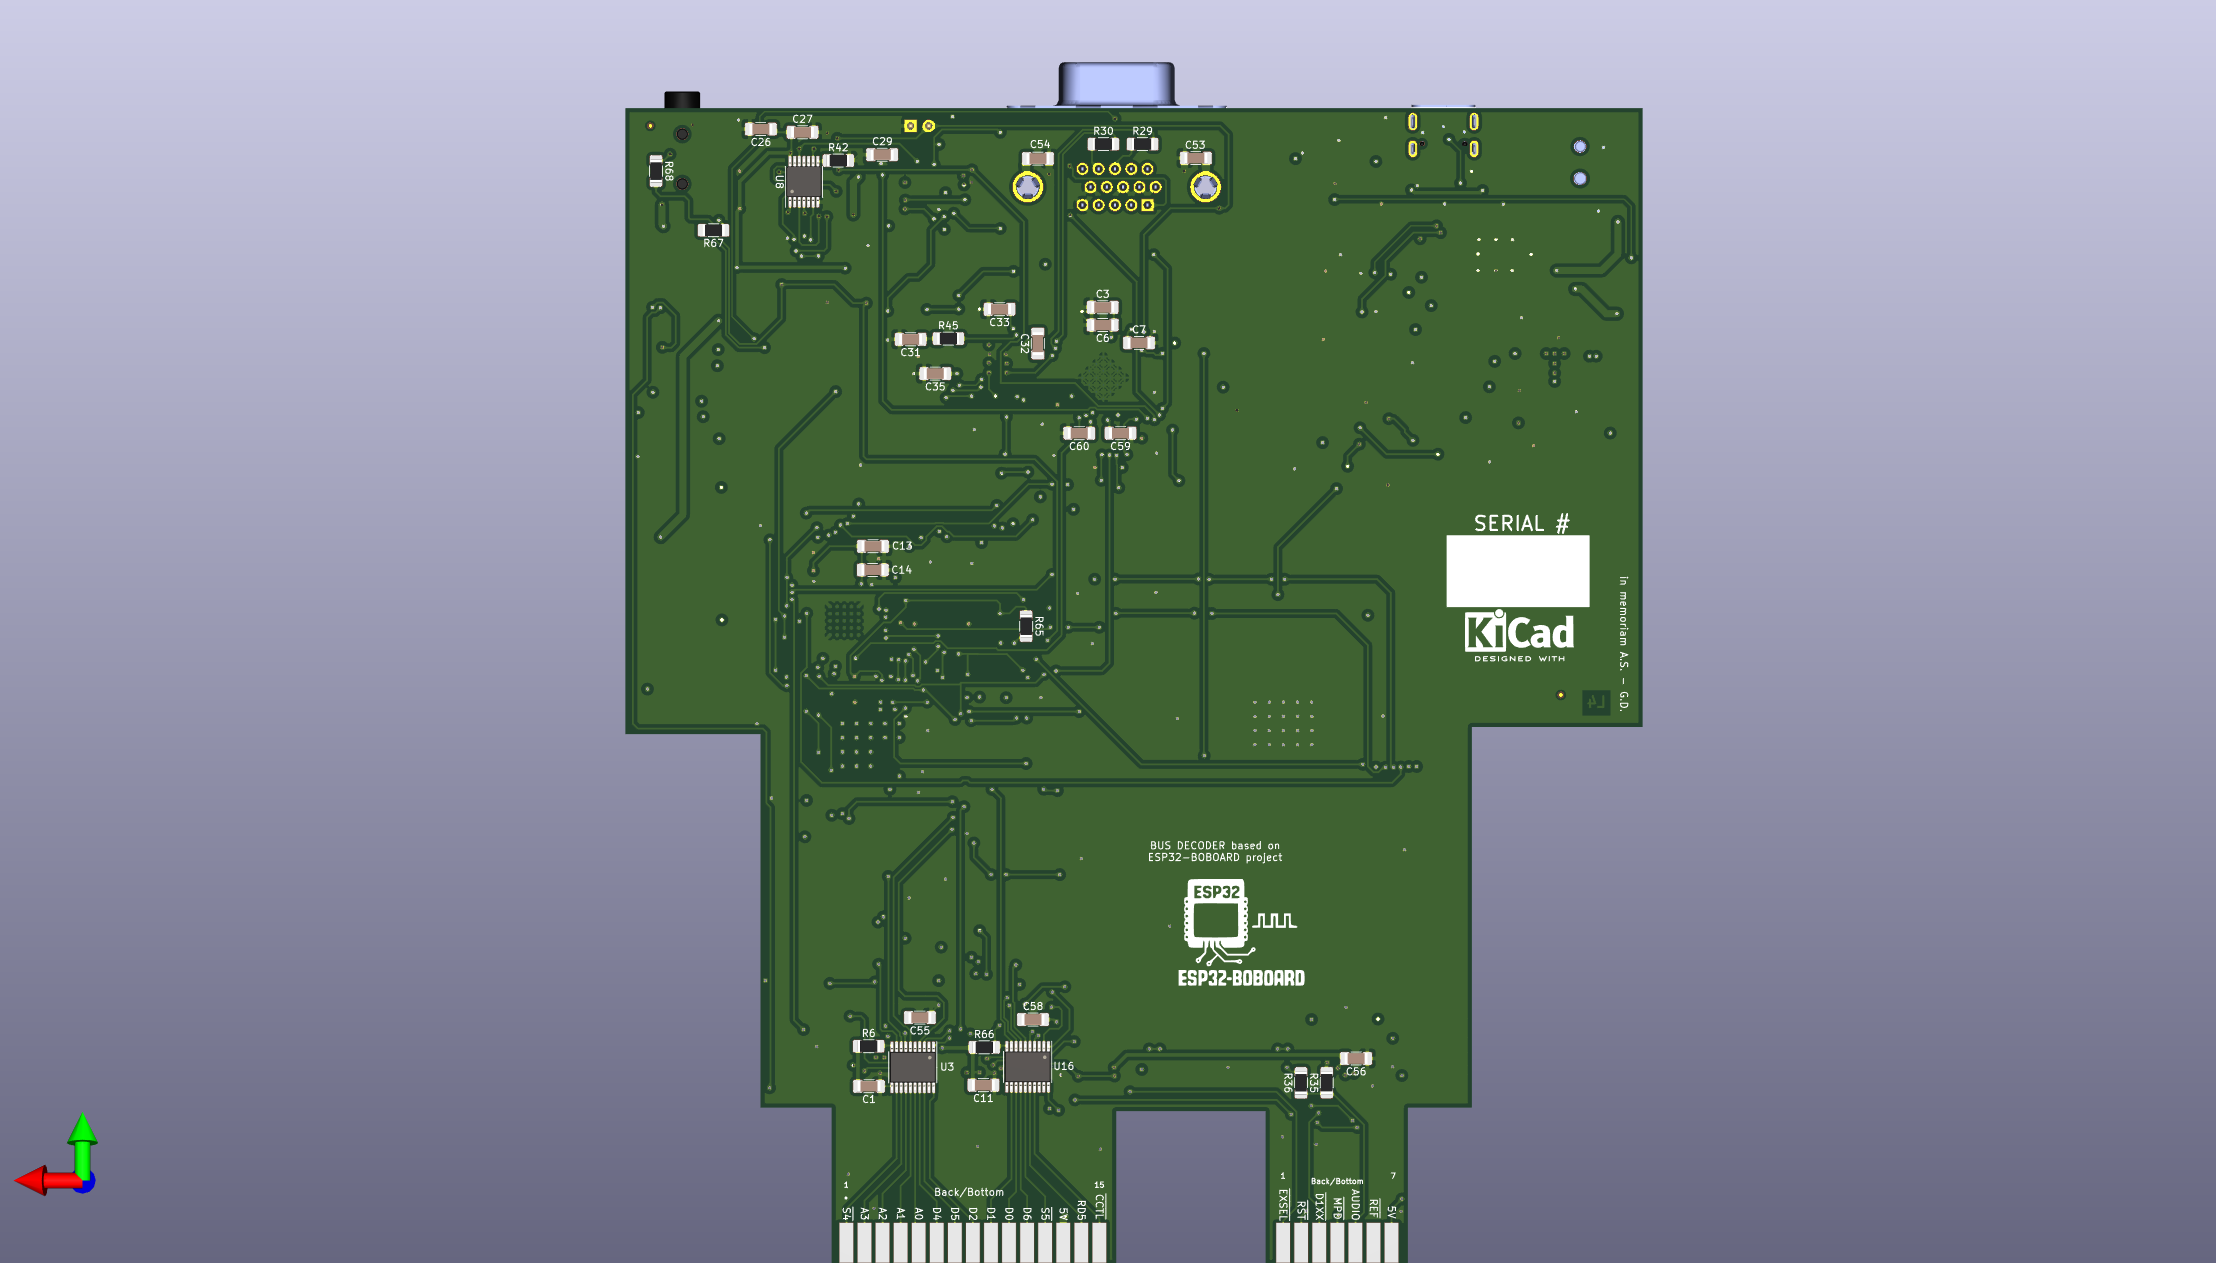 C27
C26
R42
C29
R68
U8
R67
C54
R30
R29
C53
C33
C3
C6
C7
C32
R45
C31
C35
C60
C59
C13
C14
R65
SERIAL #
KiCad
DESIGNED WITH
in memoriam A.S. - G.D.
L4
BUS DECODER based on
ESP32-BOBOARD project
ESP32
ESP32-BOBOARD
C58
C55
R6
R66
U3
U16
C1
C11
C56
R36
R35
1
Back/Bottom
15
S4
A3
A2
A1
A0
D4
D5
D2
D1
D0
D6
S5
5V
RD5
CCTL
1
Back/Bottom
7
EXSEL
RST
D1XX
MPD
AUDIO
REF
5V